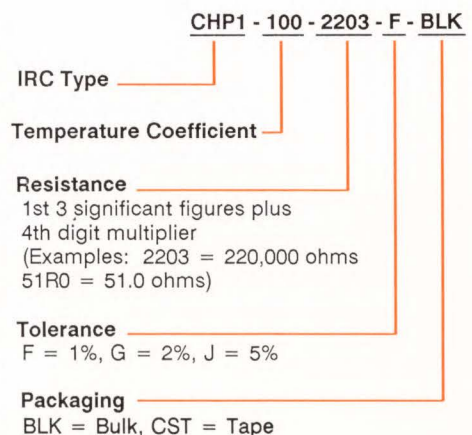 CHP1 - 100 - 2203 - F - BLK
IRC Type
Temperature Coefficient
Resistance
1st 3 significant figures plus
4th digit multiplier
(Examples: 2203 = 220,000 ohms
51R0 = 51.0 ohms)
Tolerance
F = 1%, G = 2%, J = 5%
Packaging
BLK = Bulk, CST = Tape